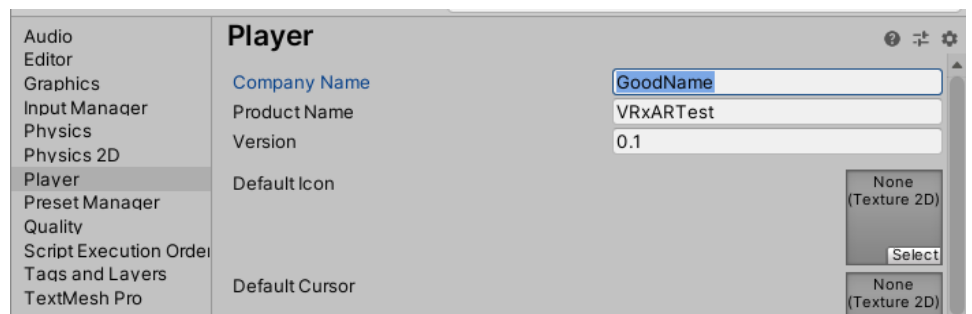 Audio
Editor
Graphics
Input Manager
Physics
Physics 2D
Player
Preset Manager
Quality
Script Execution Order
Tags and Layers
TextMesh Pro
Player
Company Name
GoodName
Product Name
VRxARTest
Version
0.1
Default Icon
None
(Texture 2D)
Select
Default Cursor
None
(Texture 2D)